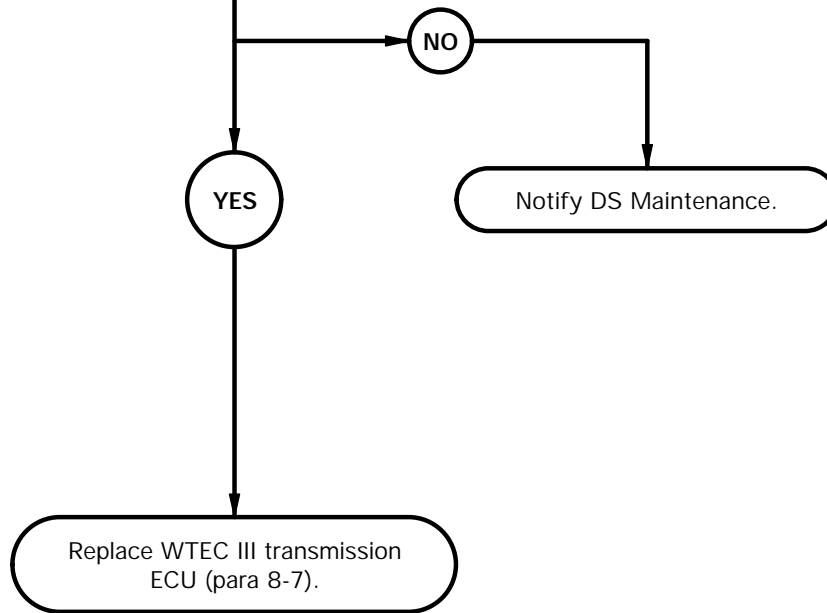 NO
YES
Notify DS Maintenance.
Replace WTEC III transmission
ECU (para 8-7).